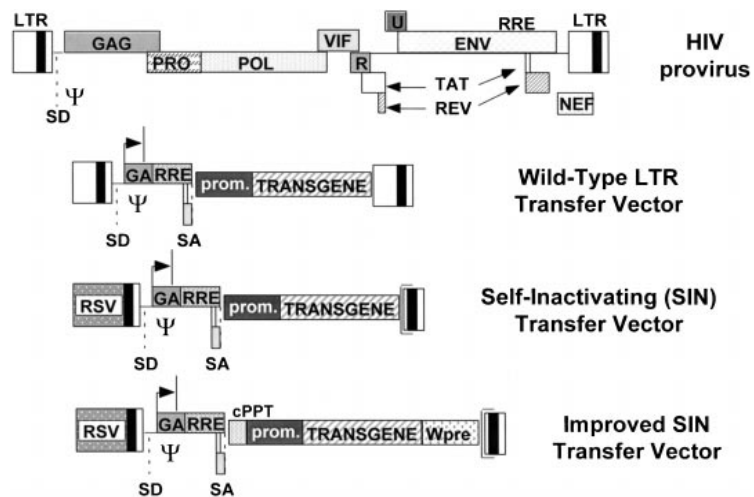 LTR
U
RRE
LTR
GAG
VIF
ENV
PRO
POL
R
HIV
provirus
Ψ
SD
TAT
REV
NEF
GA RRE prom. TRANSGENE
Ψ
SD
SA
Wild-Type LTR
Transfer Vector
RSV
GA RRE prom. TRANSGENE
Ψ
SD
SA
Self-Inactivating (SIN)
Transfer Vector
cPPT
RSV
GA RRE prom. TRANSGENE Wpre
Ψ
SD
SA
Improved SIN
Transfer Vector